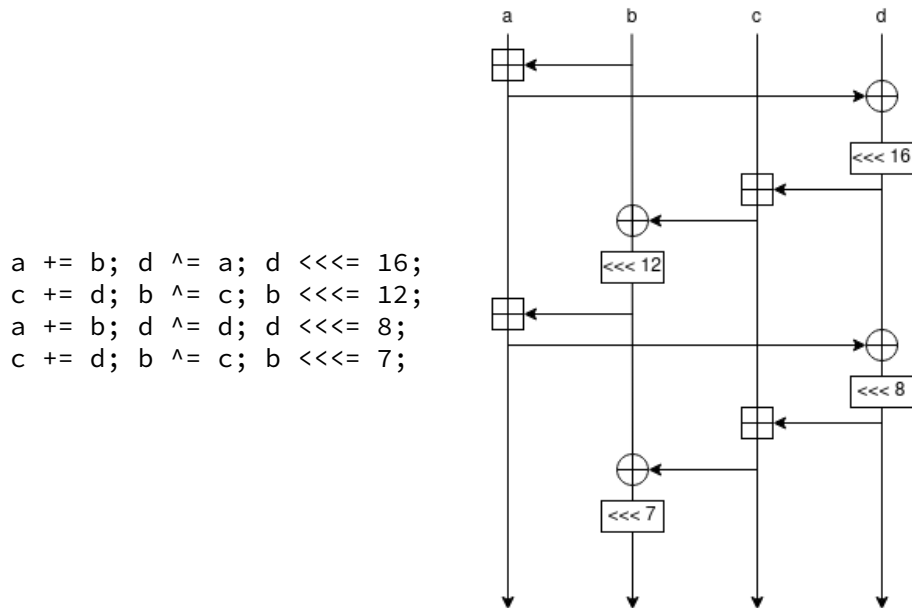 a += b; d ^= a; d <<<= 16;
c += d; b ^= c; b <<<= 12;
a += b; d ^= d; d <<<= 8;
c += d; b ^= c; b <<<= 7;
a b c d
<<< 16
<<< 12
<<< 8
<<< 7